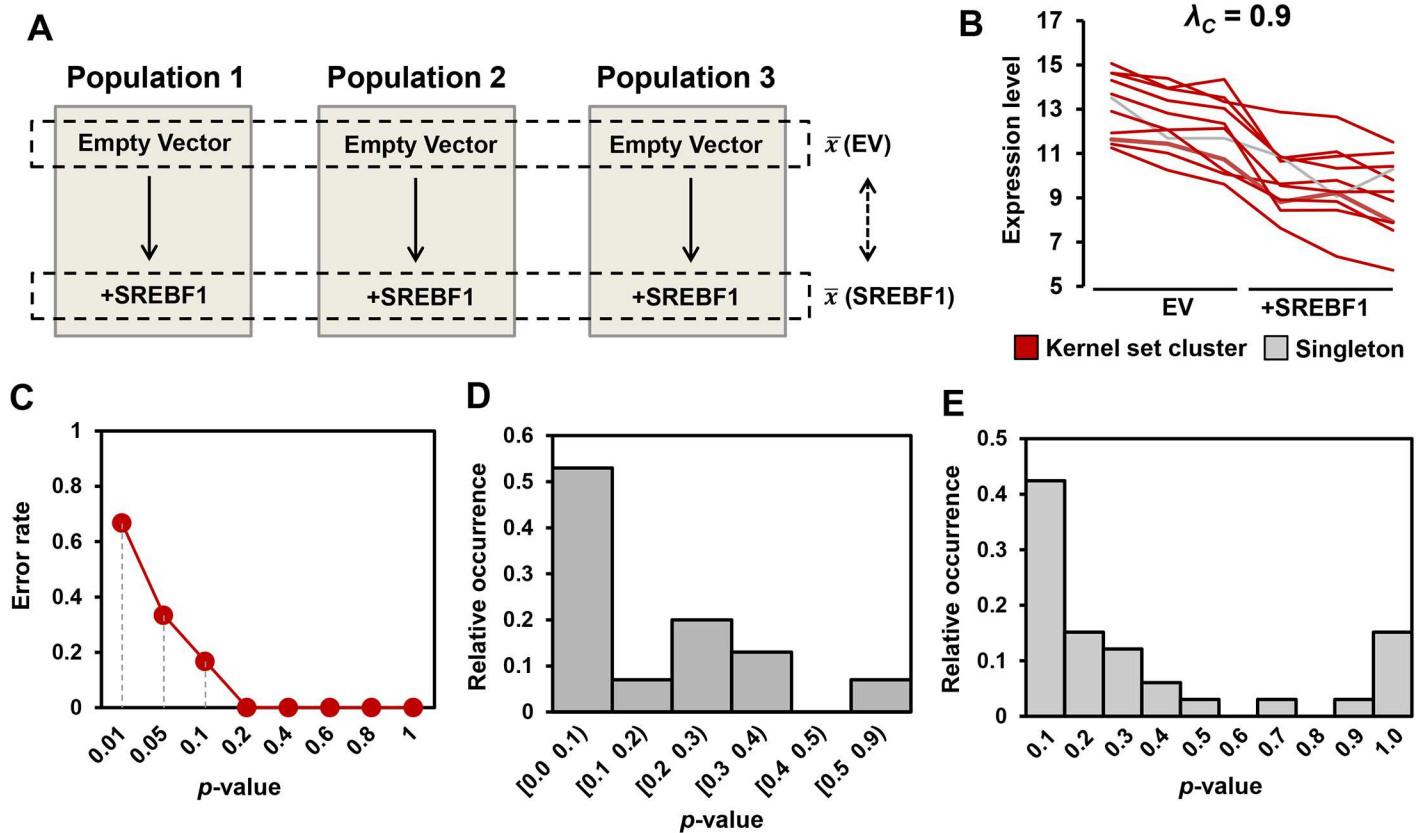 A
Population 1
Population 2
Population 3
Empty Vector
Empty Vector
Empty Vector
x̅ (EV)
+SREBF1
+SREBF1
+SREBF1
x̅ (SREBF1)
B
λC = 0.9
Expression level
17
15
13
11
9
7
5
EV
+SREBF1
Kernel set cluster
Singleton
C
Error rate
1
0.8
0.6
0.4
0.2
0
0.01
0.05
0.1
0.2
0.4
0.6
0.8
1
p-value
D
Relative occurrence
0.6
0.5
0.4
0.3
0.2
0.1
0
[0.0 0.1)
[0.1 0.2)
[0.2 0.3)
[0.3 0.4)
[0.4 0.5)
[0.5 0.9)
p-value
E
Relative occurrence
0.5
0.4
0.3
0.2
0.1
0
0.1
0.2
0.3
0.4
0.5
0.6
0.7
0.8
0.9
1.0
p-value